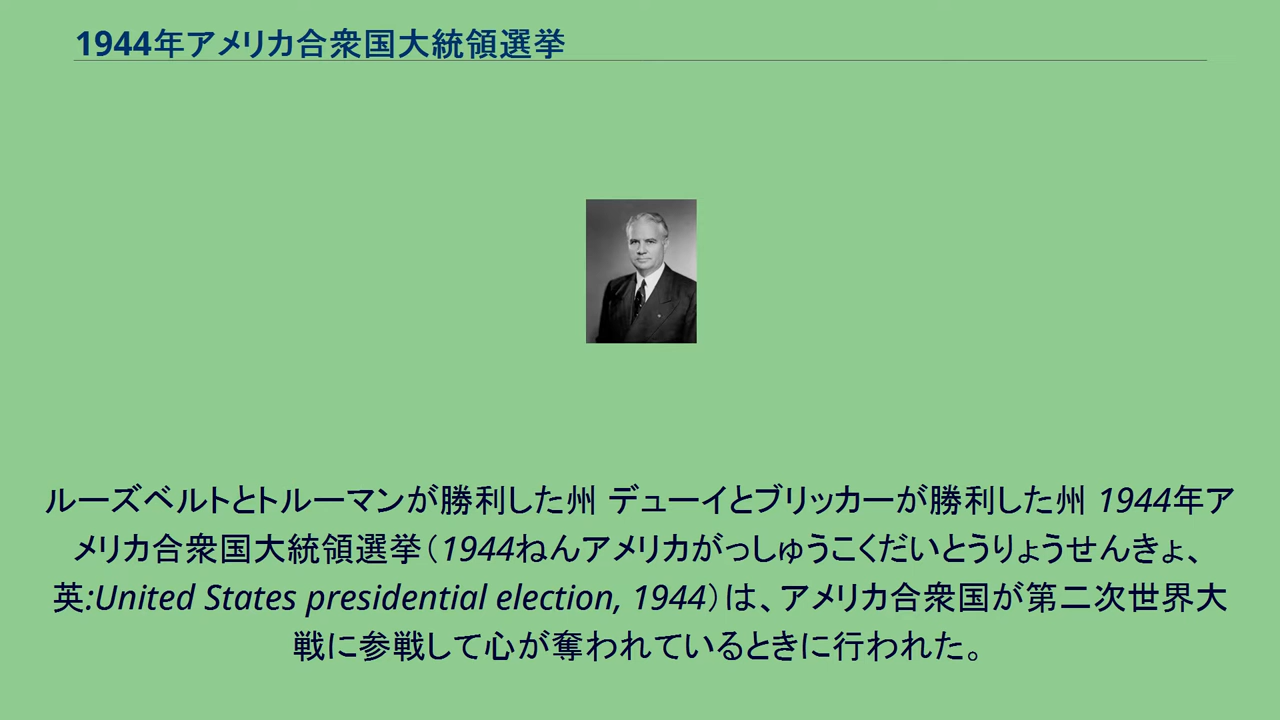 1944年アメリカ合衆国大統領選挙
ルーズベルトとトルーマンが勝利した州 デューイとブリッカーが勝利した州 1944年ア
メリカ合衆国大統領選挙（1944ねんアメリカがっしゅうこくだいとうりょうせんきょ、
英:United States presidential election, 1944）は、アメリカ合衆国が第二次世界大
戦に参戦して心が奪われているときに行われた。